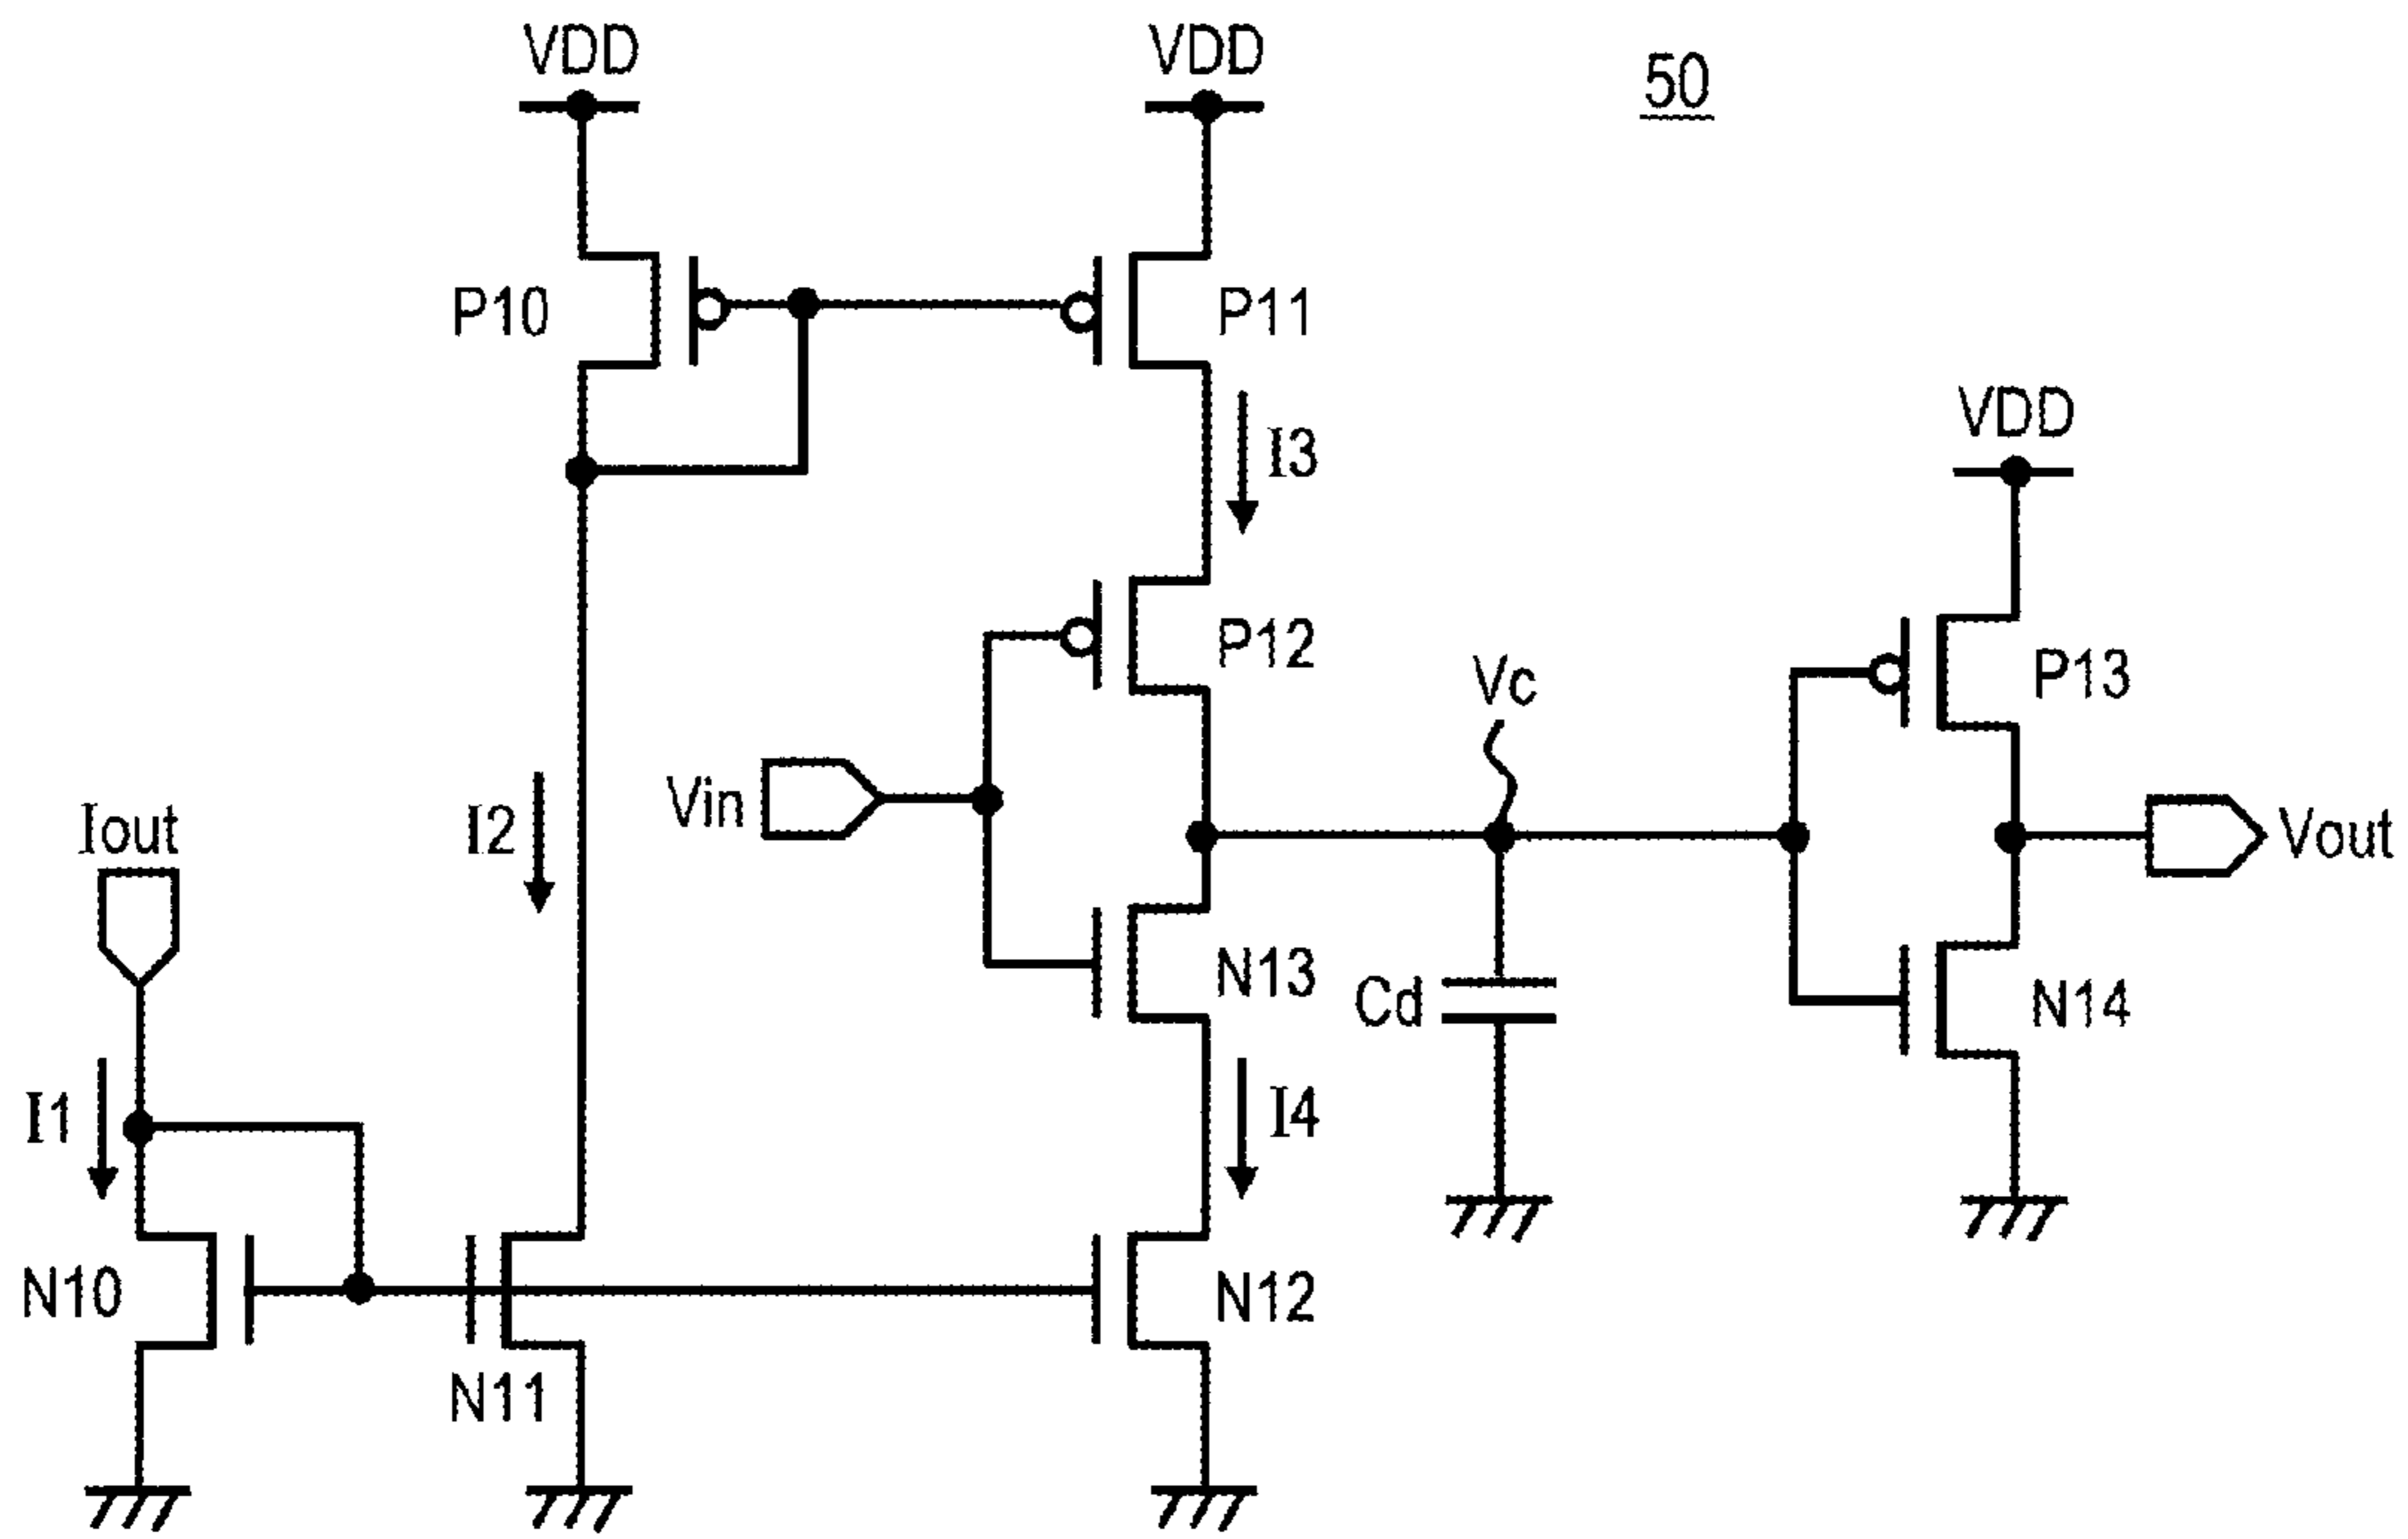 VDD
VDD
50
P10
P11
I3
VDD
P12
P13
Vc
Vin
I2
Iout
Vout
N13
Cd
N14
I1
I4
N10
N12
N11